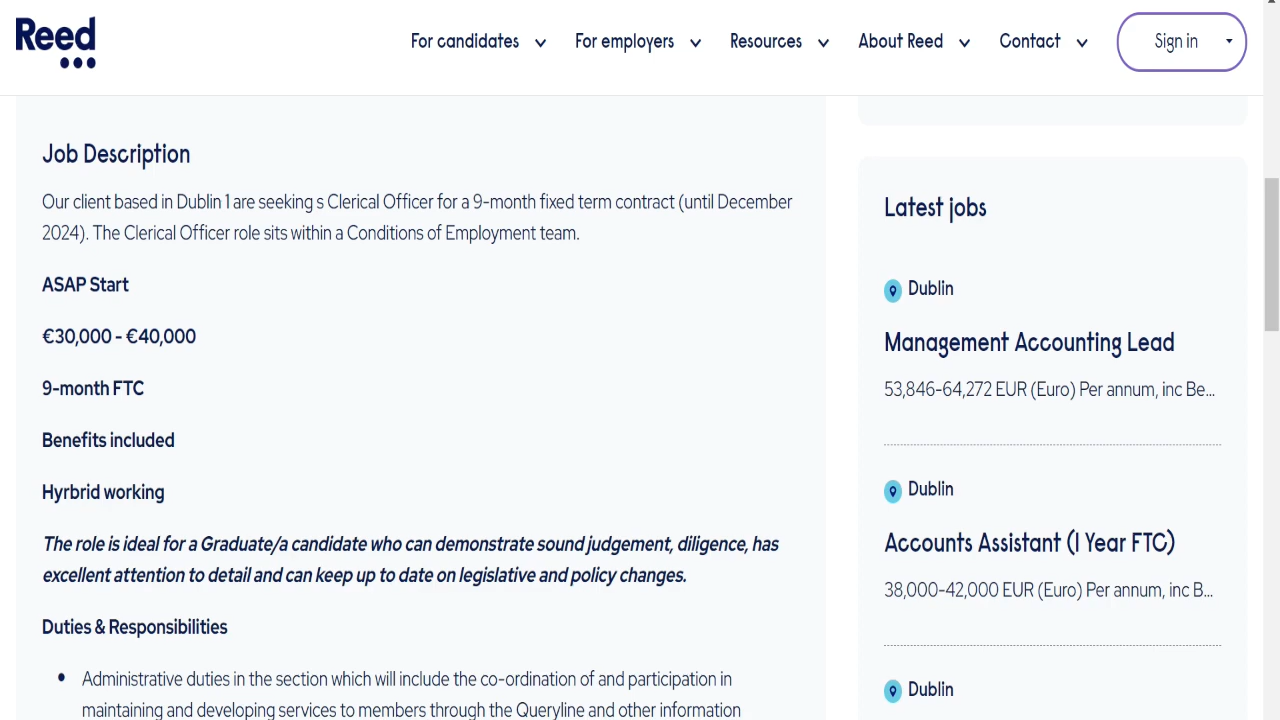 Reed
For candidates
For employers
Resources
About Reed
Contact
Sign in
Job Description
Our client based in Dublin 1 are seeking s Clerical Officer for a 9-month fixed term contract (until December
2024). The Clerical Officer role sits within a Conditions of Employment team.
ASAP Start
€30,000 - €40,000
9-month FTC
Benefits included
Hyrbrid working
The role is ideal for a Graduate/a candidate who can demonstrate sound judgement, diligence, has
excellent attention to detail and can keep up to date on legislative and policy changes.
Duties & Responsibilities
Administrative duties in the section which will include the co-ordination of and participation in
maintaining and developing services to members through the Queryline and other information
Latest jobs
Dublin
Management Accounting Lead
53,846-64,272 EUR (Euro) Per annum, inc Be...
Dublin
Accounts Assistant (1 Year FTC)
38,000-42,000 EUR (Euro) Per annum, inc B...
Dublin